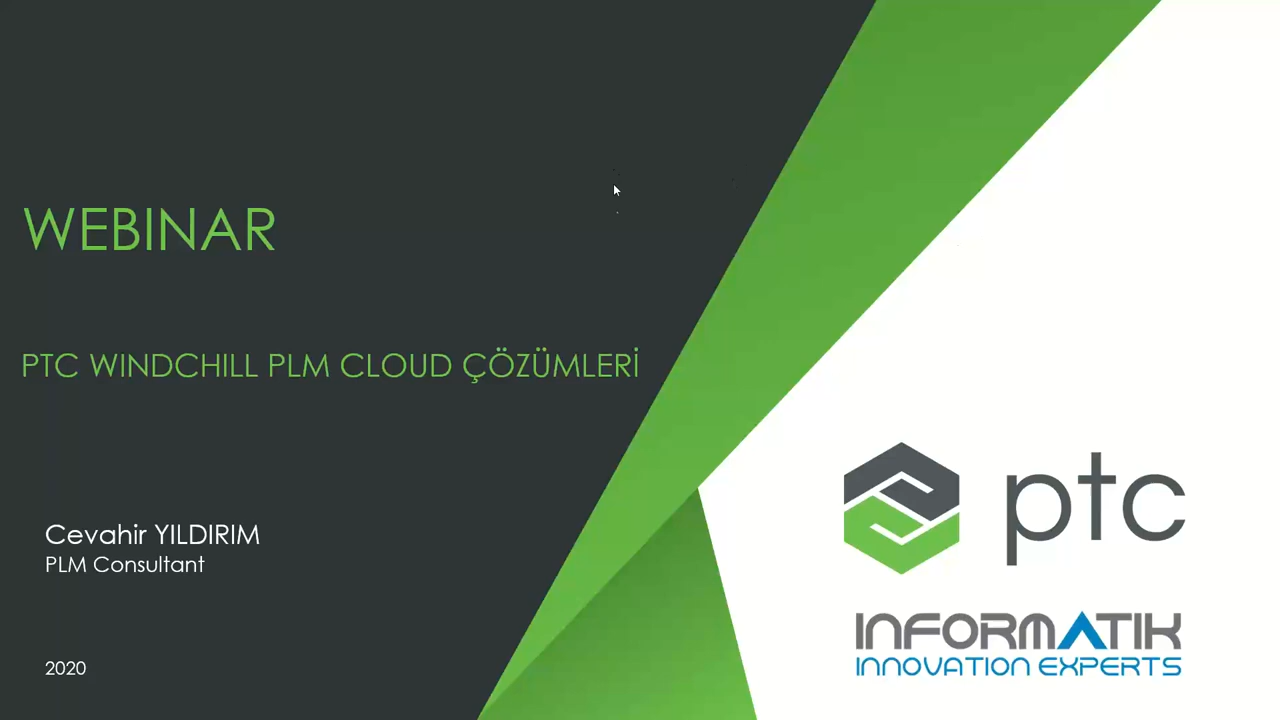 WEBINAR
PTC WINDCHILL PLM CLOUD ÇÖZÜMLERİ
Cevahir YILDIRIM
PLM Consultant
2020
ptc
INFORMATIK
INNOVATION EXPERTS